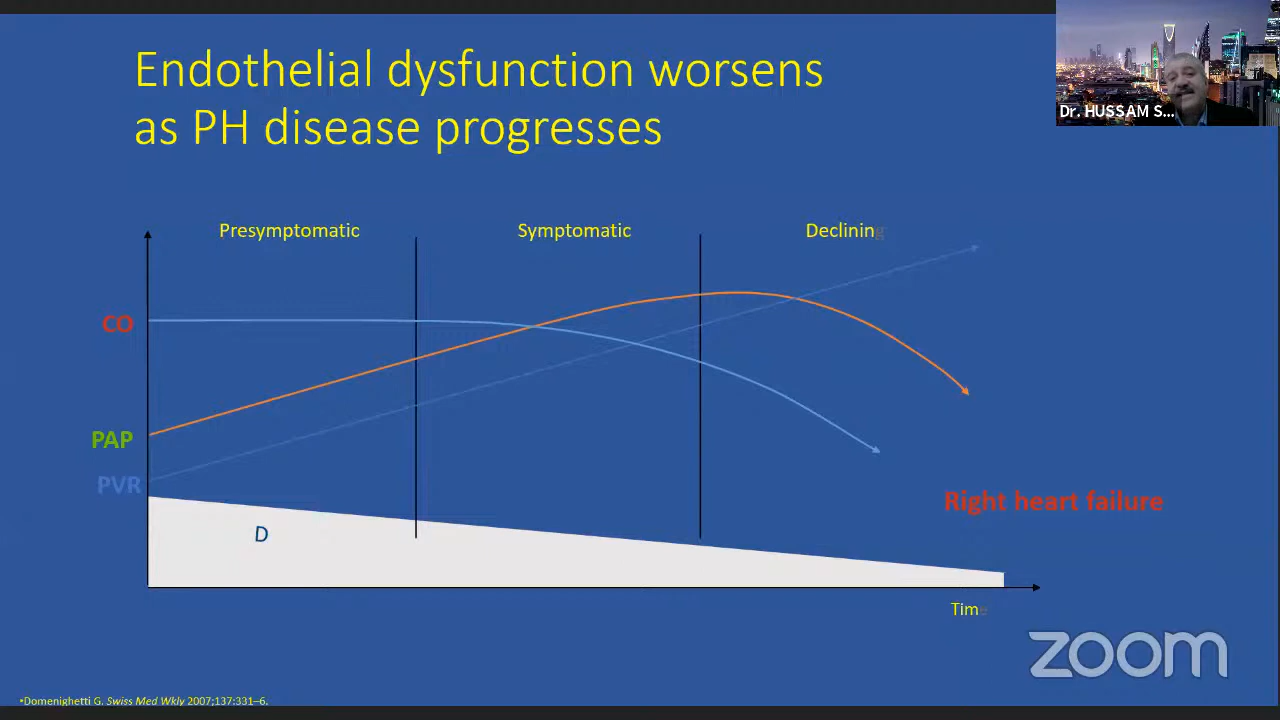 Endothelial dysfunction worsens
as PH disease progresses
Dr. HUSSAM S...
Presymptomatic
Symptomatic
Declining
CO
PAP
PVR
D
Right heart failure
Time
zoom
•Domenighetti G. Swiss Med Wkly 2007;137:331–6.